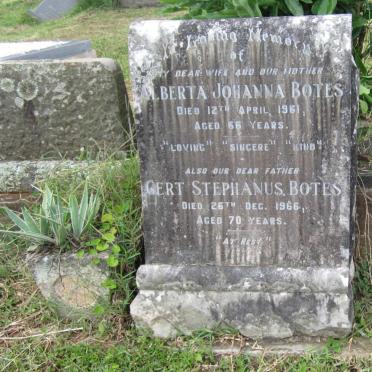 In Loving Memory
of
MY DEAR WIFE AND OUR MOTHER
ALBERTA JOHANNA BOTES
DIED 12TH APRIL 1961,
AGED 66 YEARS.
"LOVING" "SINCERE" "KIND"
ALSO OUR DEAR FATHER
GERT STEPHANUS BOTES
DIED 26TH DEC. 1966,
AGED 70 YEARS.
"AT REST"